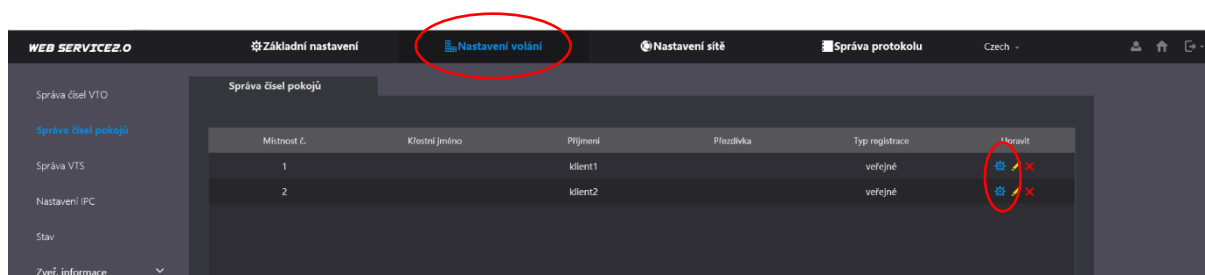 WEB SERVICE2.0 Základní nastavení Nastavení volání Nastavení sítě Správa protokolu Czech
Správa čísel VTO
Správa čísel pokojů
Správa čísel pokojů
Správa VTS
Nastavení IPC
Stav
Zveř. informace
Místnost č. Křestní jméno Příjmení Přezdívka Typ registrace Upravit
1 klient1 veřejné
2 klient2 veřejné